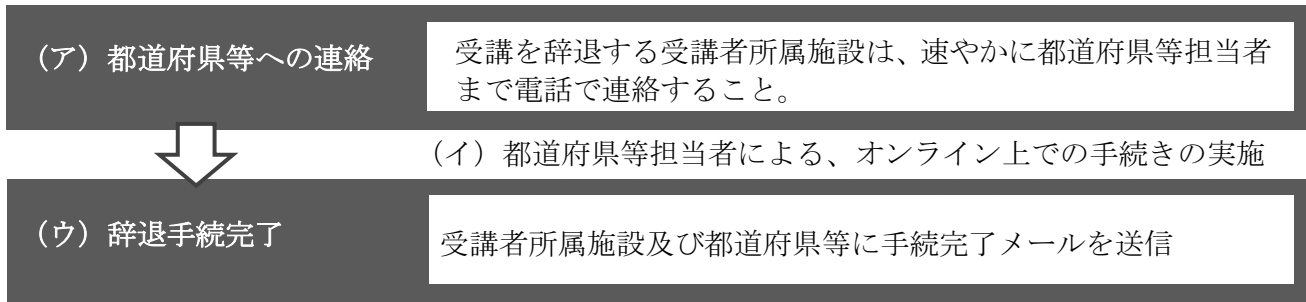 （ア）都道府県等への連絡
受講を辞退する受講者所属施設は、速やかに都道府県等担当者
まで電話で連絡すること。
（イ）都道府県等担当者による、オンライン上での手続きの実施
（ウ）辞退手続完了
受講者所属施設及び都道府県等に手続完了メールを送信